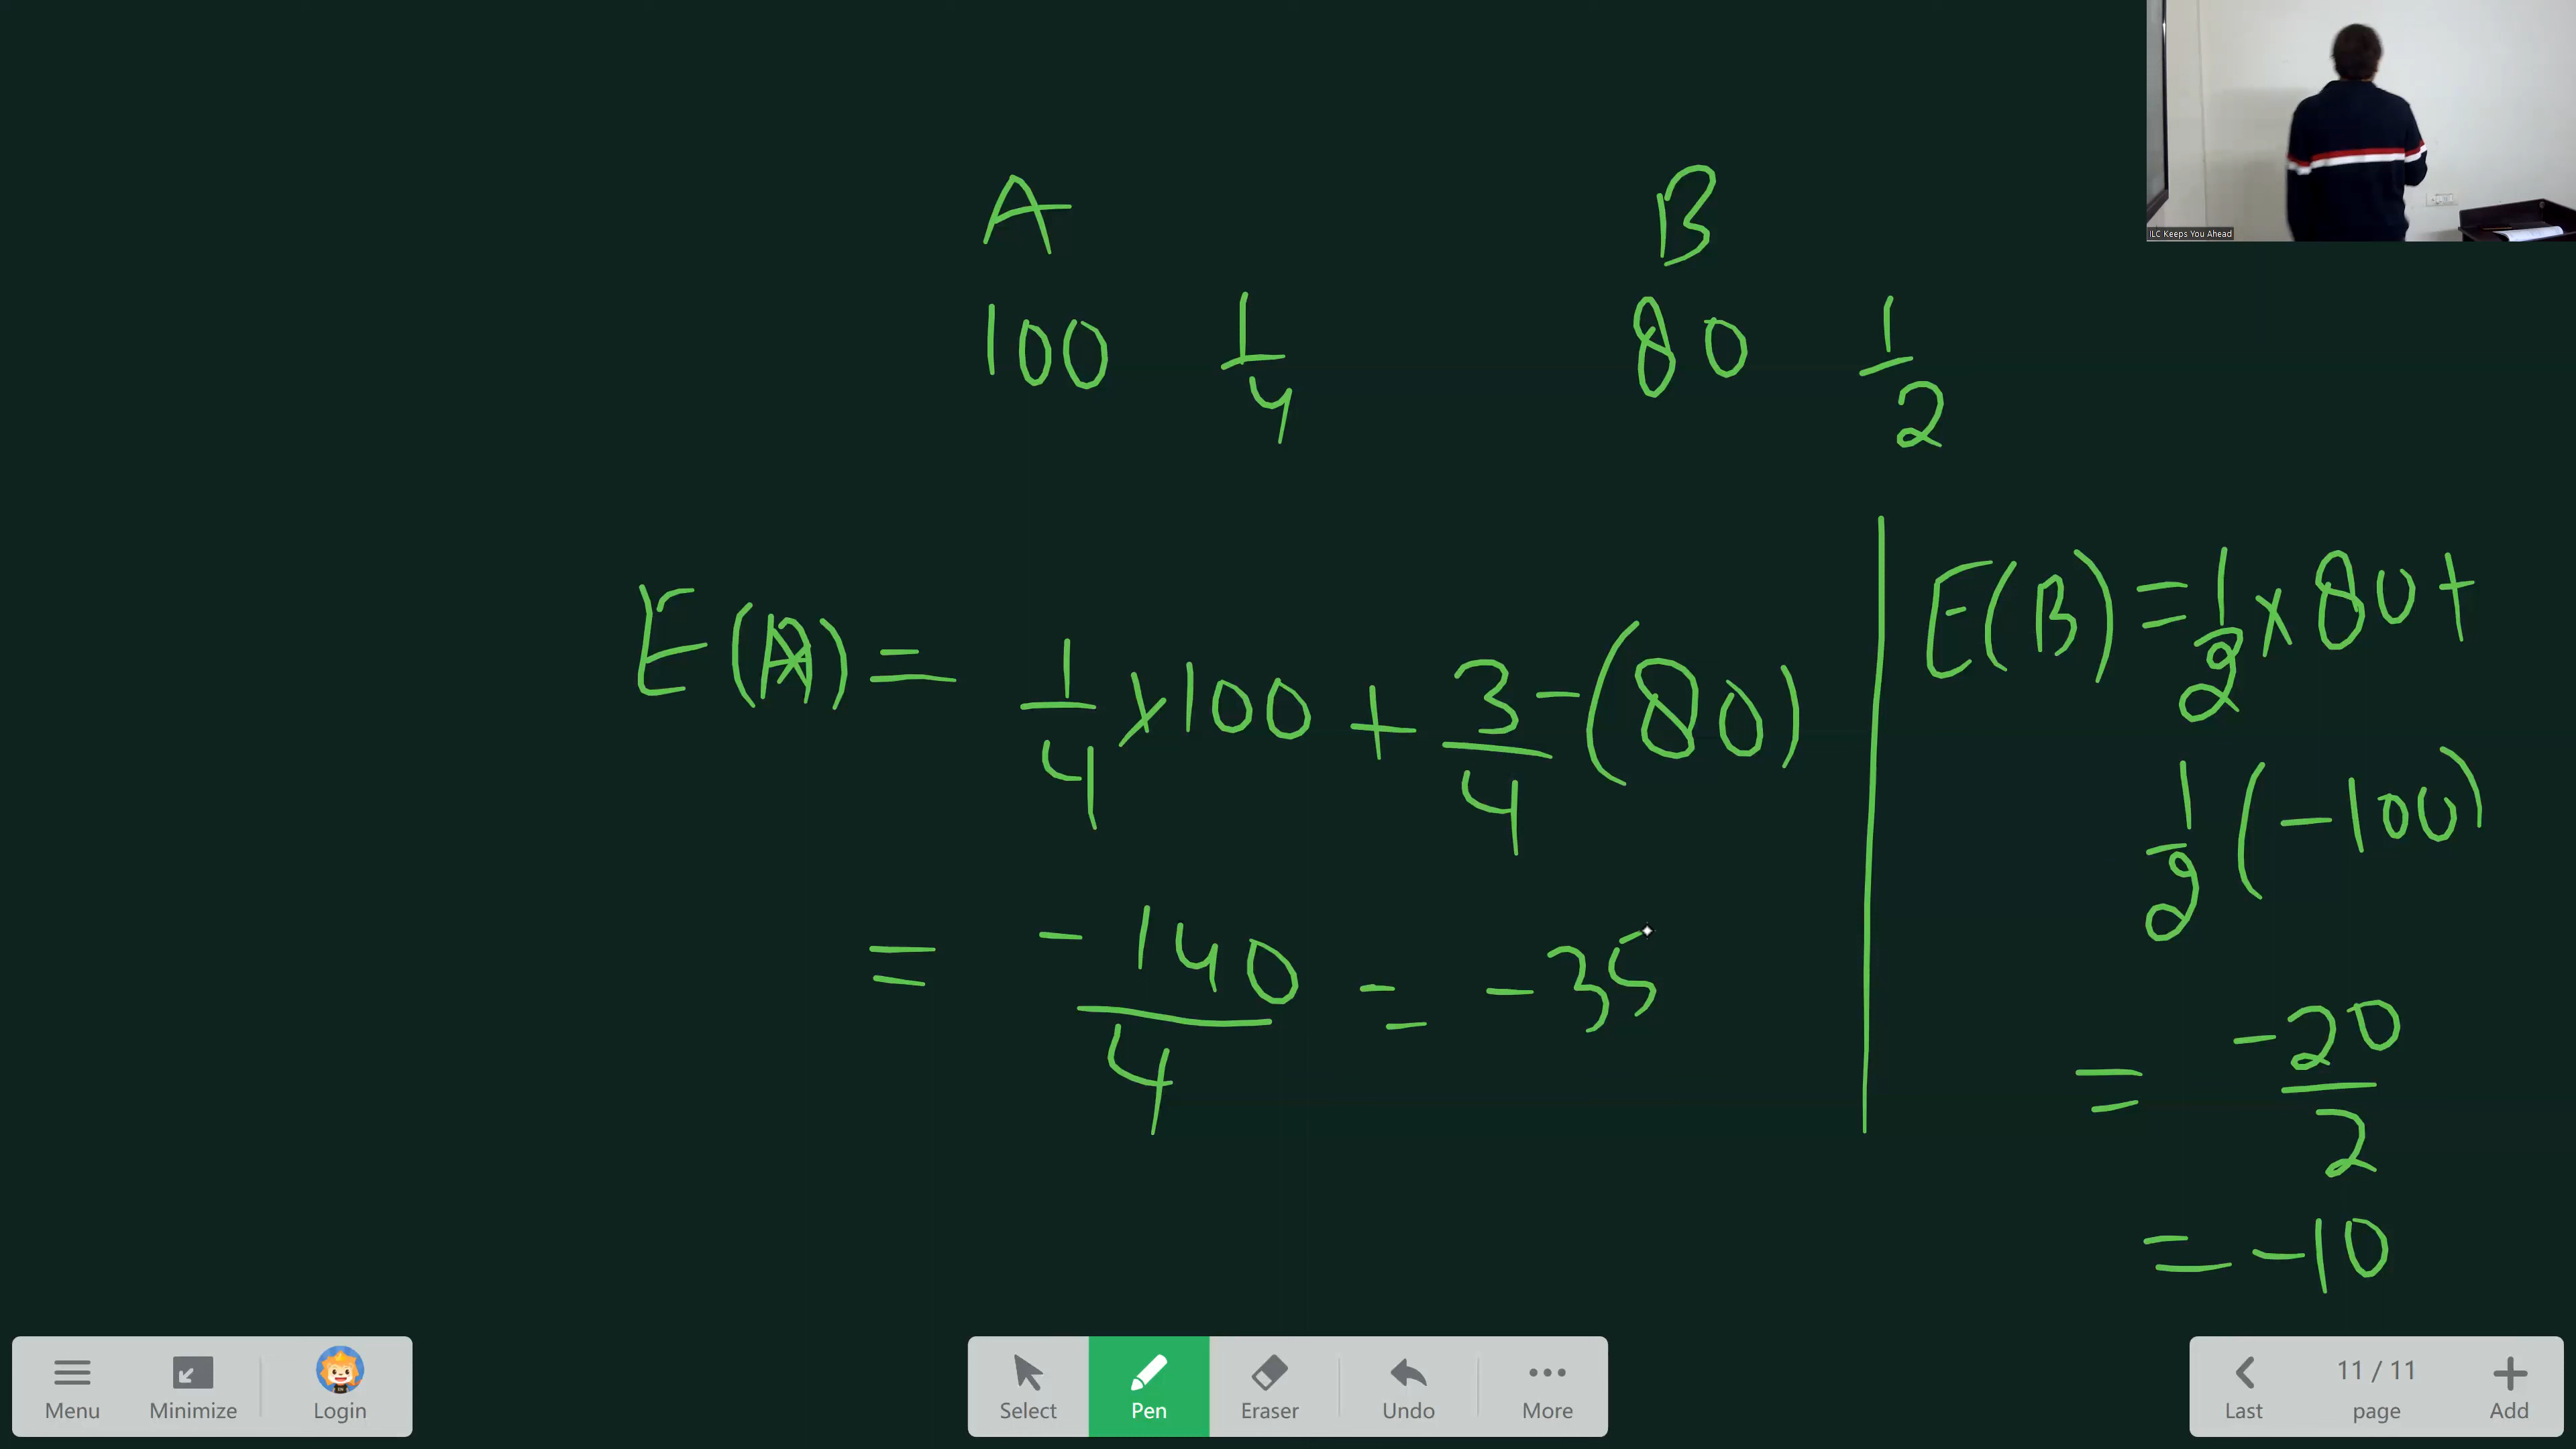 A B
100 1/4 80 1/2
E(A) = 1/4 x 100 + 3/4 -(80)
= -140/4 = -35
E(B) = 1/2 x 80 +
1/2 (-100)
= -20/2
= -10
ILC Keeps You Ahead
Menu Minimize Login
Select Pen Eraser Undo More
Last 11 / 11 page Add